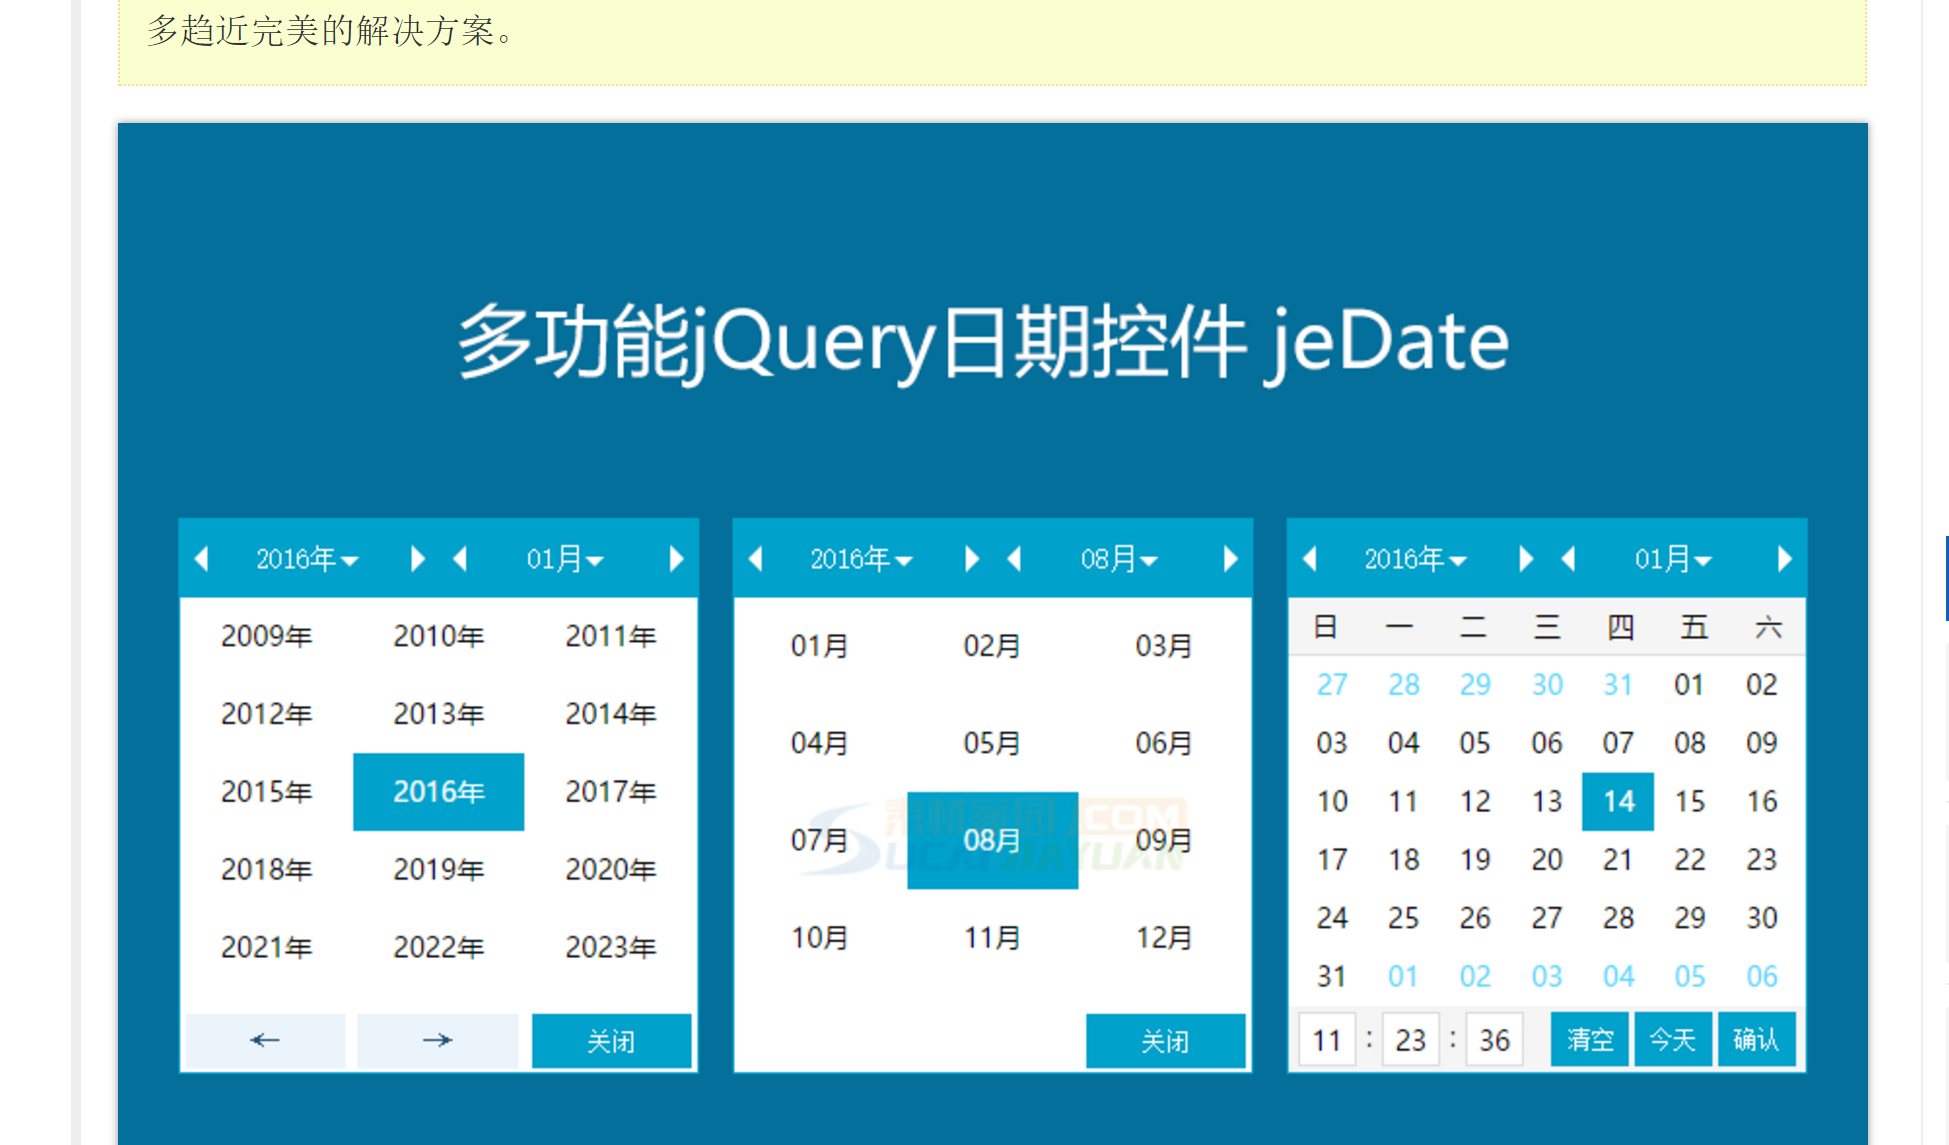 多趋近完美的解决方案。
多功能jQuery日期控件 jeDate
2016年 01月
2009年 2010年 2011年
2012年 2013年 2014年
2015年 2016年 2017年
2018年 2019年 2020年
2021年 2022年 2023年
← → 关闭
2016年 08月
01月 02月 03月
04月 05月 06月
07月 08月 09月
10月 11月 12月
关闭
素材家园 .COM
SUCAIJIAYUAN
2016年 01月
日 一 二 三 四 五 六
27 28 29 30 31 01 02
03 04 05 06 07 08 09
10 11 12 13 14 15 16
17 18 19 20 21 22 23
24 25 26 27 28 29 30
31 01 02 03 04 05 06
11 : 23 : 36 清空 今天 确认